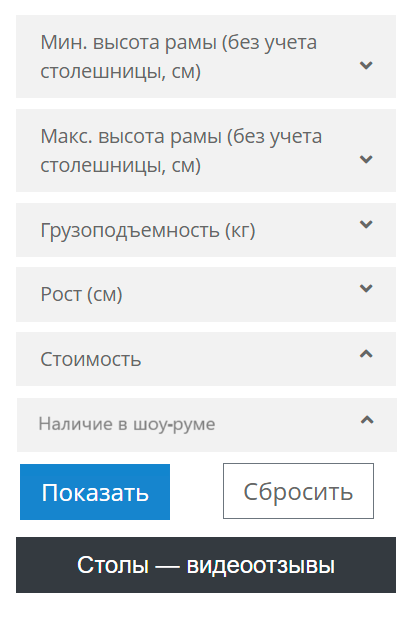 Мин. высота рамы (без учета
столешницы, см)
Макс. высота рамы (без учета
столешницы, см)
Грузоподъемность (кг)
Рост (см)
Стоимость
Наличие в шоу-руме
Показать
Сбросить
Столы — видеоотзывы